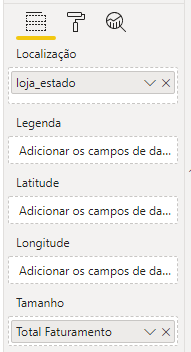 Localização
loja_estado
Legenda
Adicionar os campos de da...
Latitude
Adicionar os campos de da...
Longitude
Adicionar os campos de da...
Tamanho
Total Faturamento